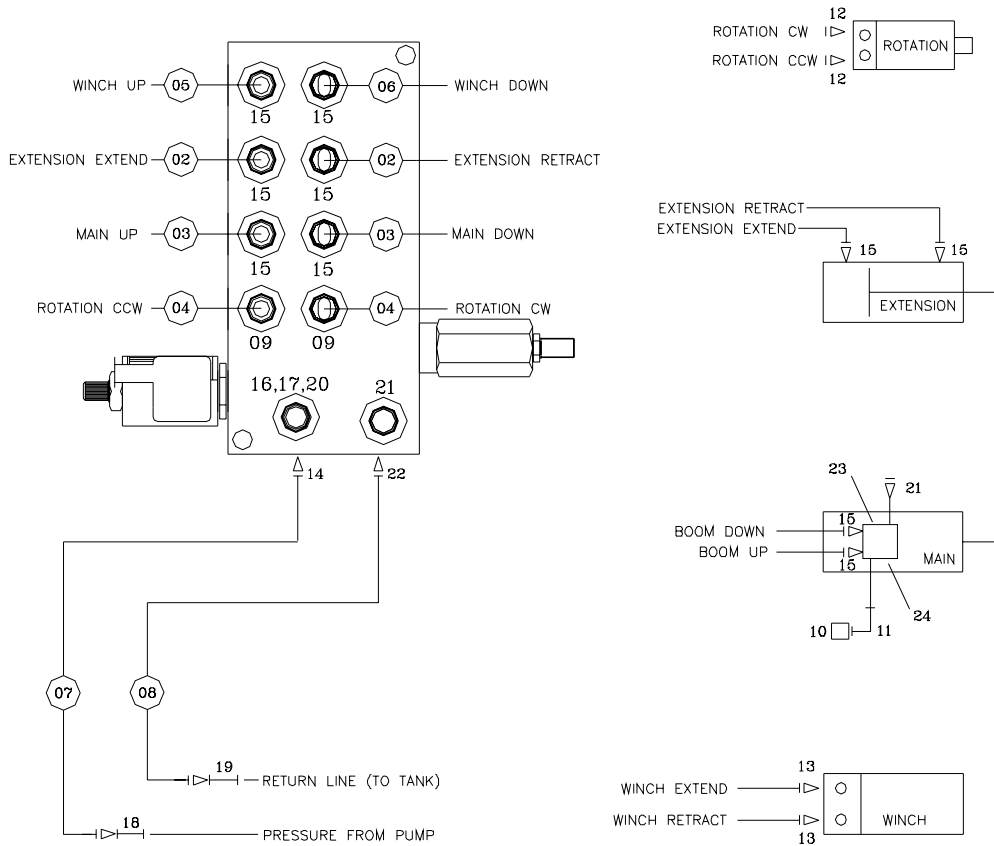 WINCH UP 05 06 WINCH DOWN
15 15
EXTENSION EXTEND 02 02 EXTENSION RETRACT
15 15
MAIN UP 03 03 MAIN DOWN
15 15
ROTATION CCW 04 04 ROTATION CW
09 09
16,17,20 21
14 22
07 08
19 RETURN LINE (TO TANK)
18 PRESSURE FROM PUMP
12
ROTATION CW
ROTATION CCW
ROTATION
12
EXTENSION RETRACT
EXTENSION EXTEND
15 15
EXTENSION
23 21
BOOM DOWN 15
BOOM UP 15
MAIN
24
10 11
13
WINCH EXTEND
WINCH RETRACT
WINCH
13